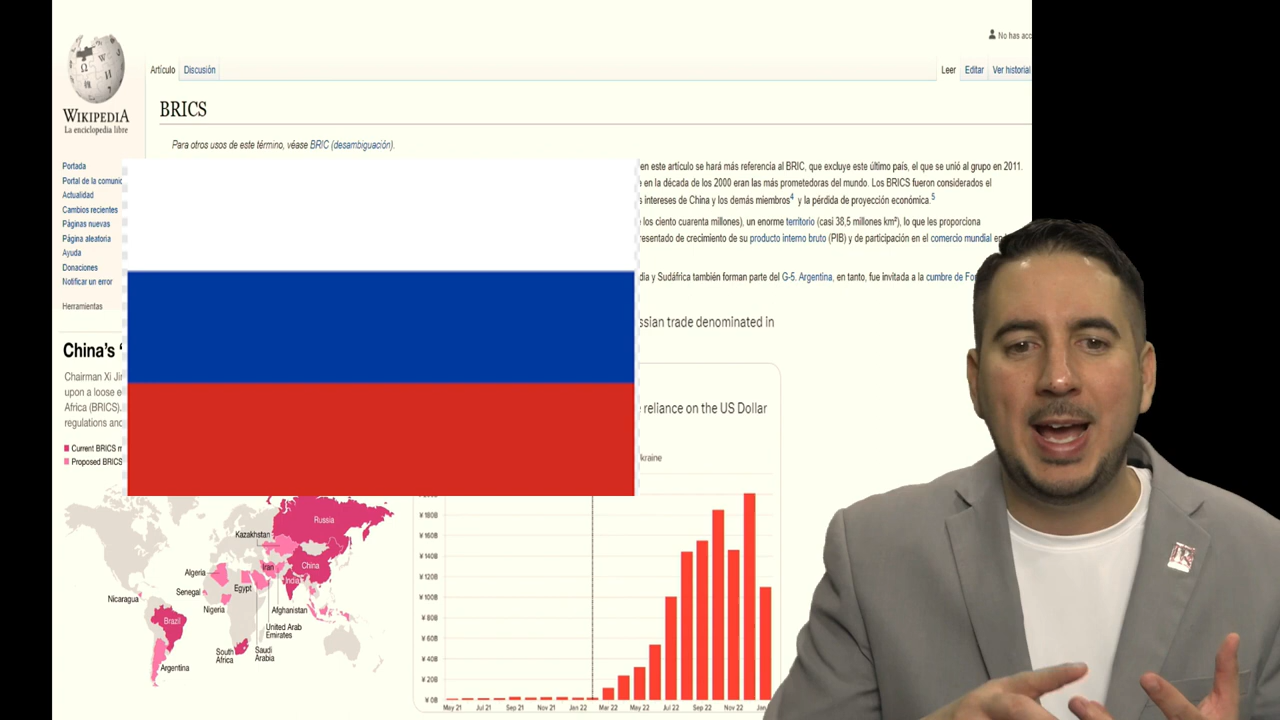 No has acc
Artículo Discusión Leer Editar Ver historial
WIKIPEDIA
La enciclopedia libre
BRICS
Para otros usos de este término, véase BRIC (desambiguación).
Portada
Portal de la comunic
Actualidad
Cambios recientes
Páginas nuevas
Página aleatoria
Ayuda
Donaciones
Notificar un error
Herramientas
en este artículo se hará más referencia al BRIC, que excluye este último país, el que se unió al grupo en 2011.
en la década de los 2000 eran las más prometedoras del mundo. Los BRICS fueron considerados el
s intereses de China y los demás miembros4 y la pérdida de proyección económica.5
los ciento cuarenta millones), un enorme territorio (casi 38,5 millones km²), lo que les proporciona
resentado de crecimiento de su producto interno bruto (PIB) y de participación en el comercio mundial en
dia y Sudáfrica también forman parte del G-5. Argentina, en tanto, fue invitada a la cumbre de Fo
ssian trade denominated in
reliance on the US Dollar
kraine
China's '
Chairman Xi Jin
upon a loose e
Africa (BRICS).
regulations and
Current BRICS m
Proposed BRICS
Russia
Kazakhstan
China
Iran
India
Algeria
Egypt
Senegal
Nigeria
Nicaragua
Afghanistan
Brazil
United Arab
Emirates
South
Africa
Saudi
Arabia
Argentina
¥ 180B
¥ 160B
¥ 140B
¥ 120B
¥ 100B
¥ 80B
¥ 60B
¥ 40B
¥ 20B
¥ 0B
May 21 Jul 21 Sep 21 Nov 21 Jan 22 Mar 22 May 22 Jul 22 Sep 22 Nov 22 Jan